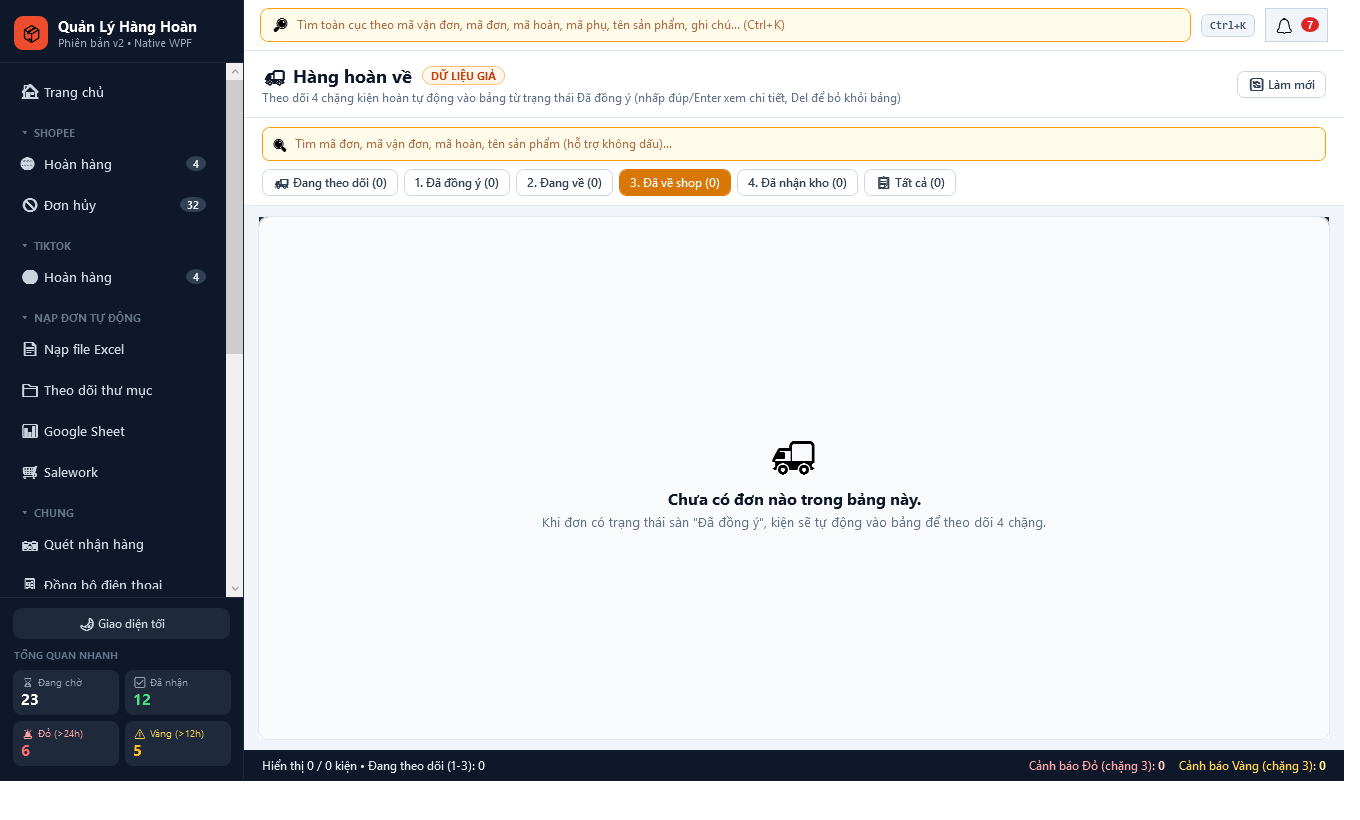 Quản Lý Hàng Hoàn
Phiên bản v2 • Native WPF
Tìm toàn cục theo mã vận đơn, mã đơn, mã hoàn, mã phụ, tên sản phẩm, ghi chú... (Ctrl+K)
Ctrl+K
7
Trang chủ
SHOPEE
Hoàn hàng 4
Đơn hủy 32
TIKTOK
Hoàn hàng 4
NẠP ĐƠN TỰ ĐỘNG
Nạp file Excel
Theo dõi thư mục
Google Sheet
Salework
CHUNG
Quét nhận hàng
Đồng bộ điện thoại
Giao diện tối
TỔNG QUAN NHANH
Đang chờ
23
Đã nhận
12
Đỏ (>24h)
6
Vàng (>12h)
5
Hàng hoàn về DỮ LIỆU GIẢ
Theo dõi 4 chặng kiện hoàn tự động vào bảng từ trạng thái Đã đồng ý (nhấp đúp/Enter xem chi tiết, Del để bỏ khỏi bảng)
Làm mới
Tìm mã đơn, mã vận đơn, mã hoàn, tên sản phẩm (hỗ trợ không dấu)...
Đang theo dõi (0) 1. Đã đồng ý (0) 2. Đang về (0) 3. Đã về shop (0) 4. Đã nhận kho (0) Tất cả (0)
Chưa có đơn nào trong bảng này.
Khi đơn có trạng thái sàn "Đã đồng ý", kiện sẽ tự động vào bảng để theo dõi 4 chặng.
Hiển thị 0 / 0 kiện • Đang theo dõi (1-3): 0
Cảnh báo Đỏ (chặng 3): 0 Cảnh báo Vàng (chặng 3): 0